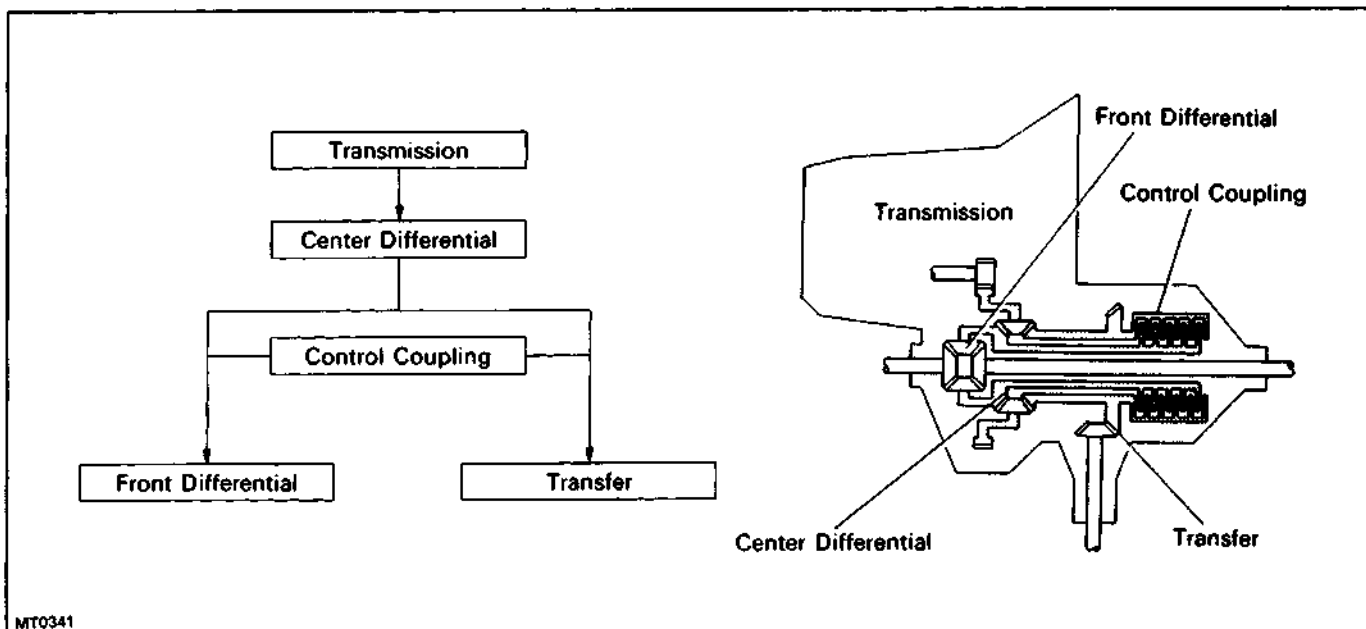 Transmission
Center Differential
Control Coupling
Front Differential
Transfer
Front Differential
Control Coupling
Transmission
Center Differential
Transfer
MT0341